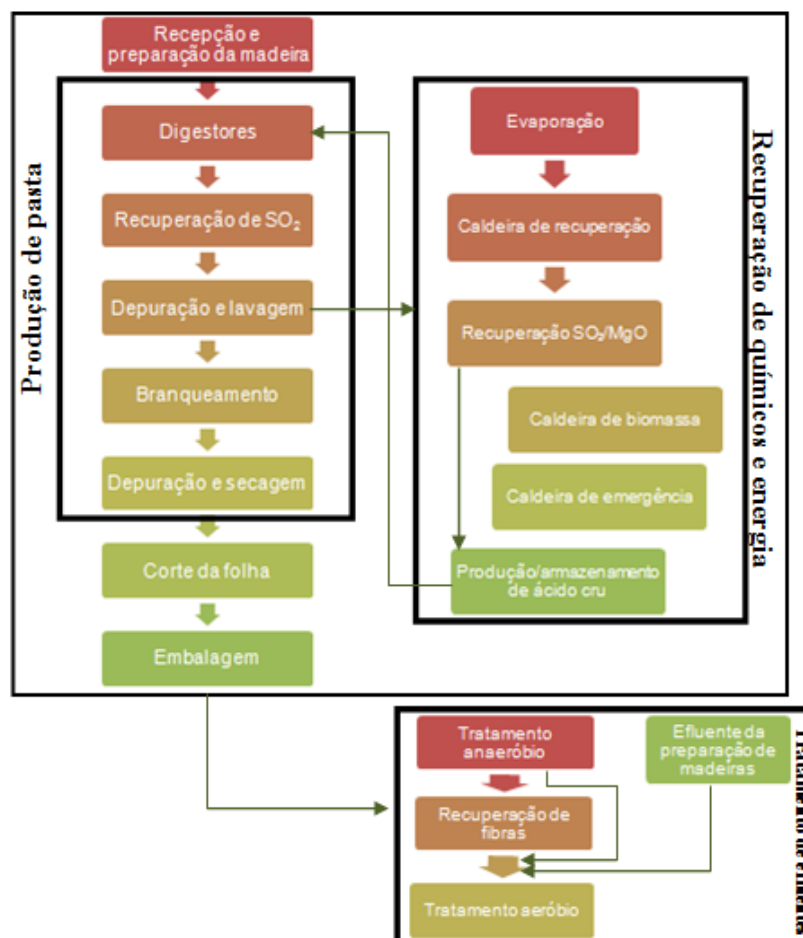 Recepção e
preparação da madeira
Produção de pasta
Digestores
Recuperação de SO₂
Depuração e lavagem
Branqueamento
Depuração e secagem
Corte da folha
Embalagem
Recuperação de químicos e energia
Evaporação
Caldeira de recuperação
Recuperação SO₂/MgO
Caldeira de biomassa
Caldeira de emergência
Produção/armazenamento
de ácido cru
Tratamento
anaeróbio
Recuperação de
fibras
Tratamento aeróbio
Efluente da
preparação de
madeiras